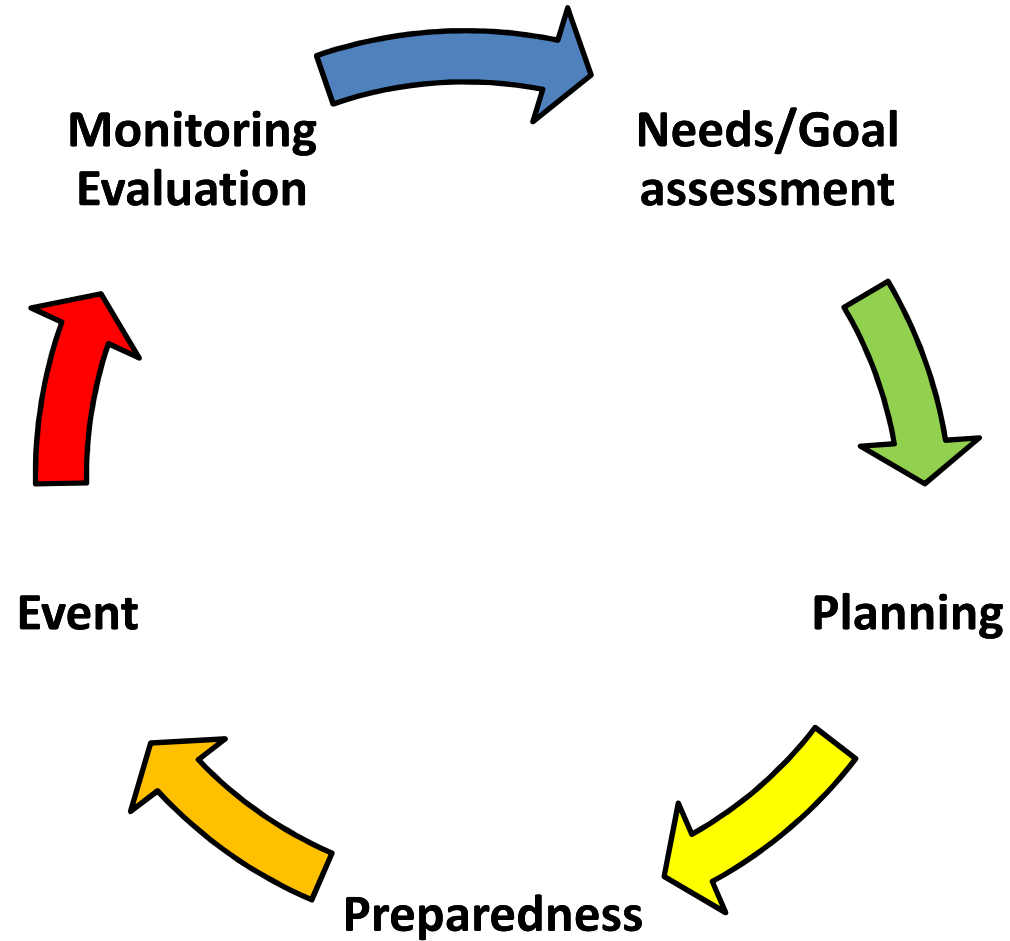 Monitoring
Evaluation
Needs/Goal
assessment
Event
Planning
Preparedness